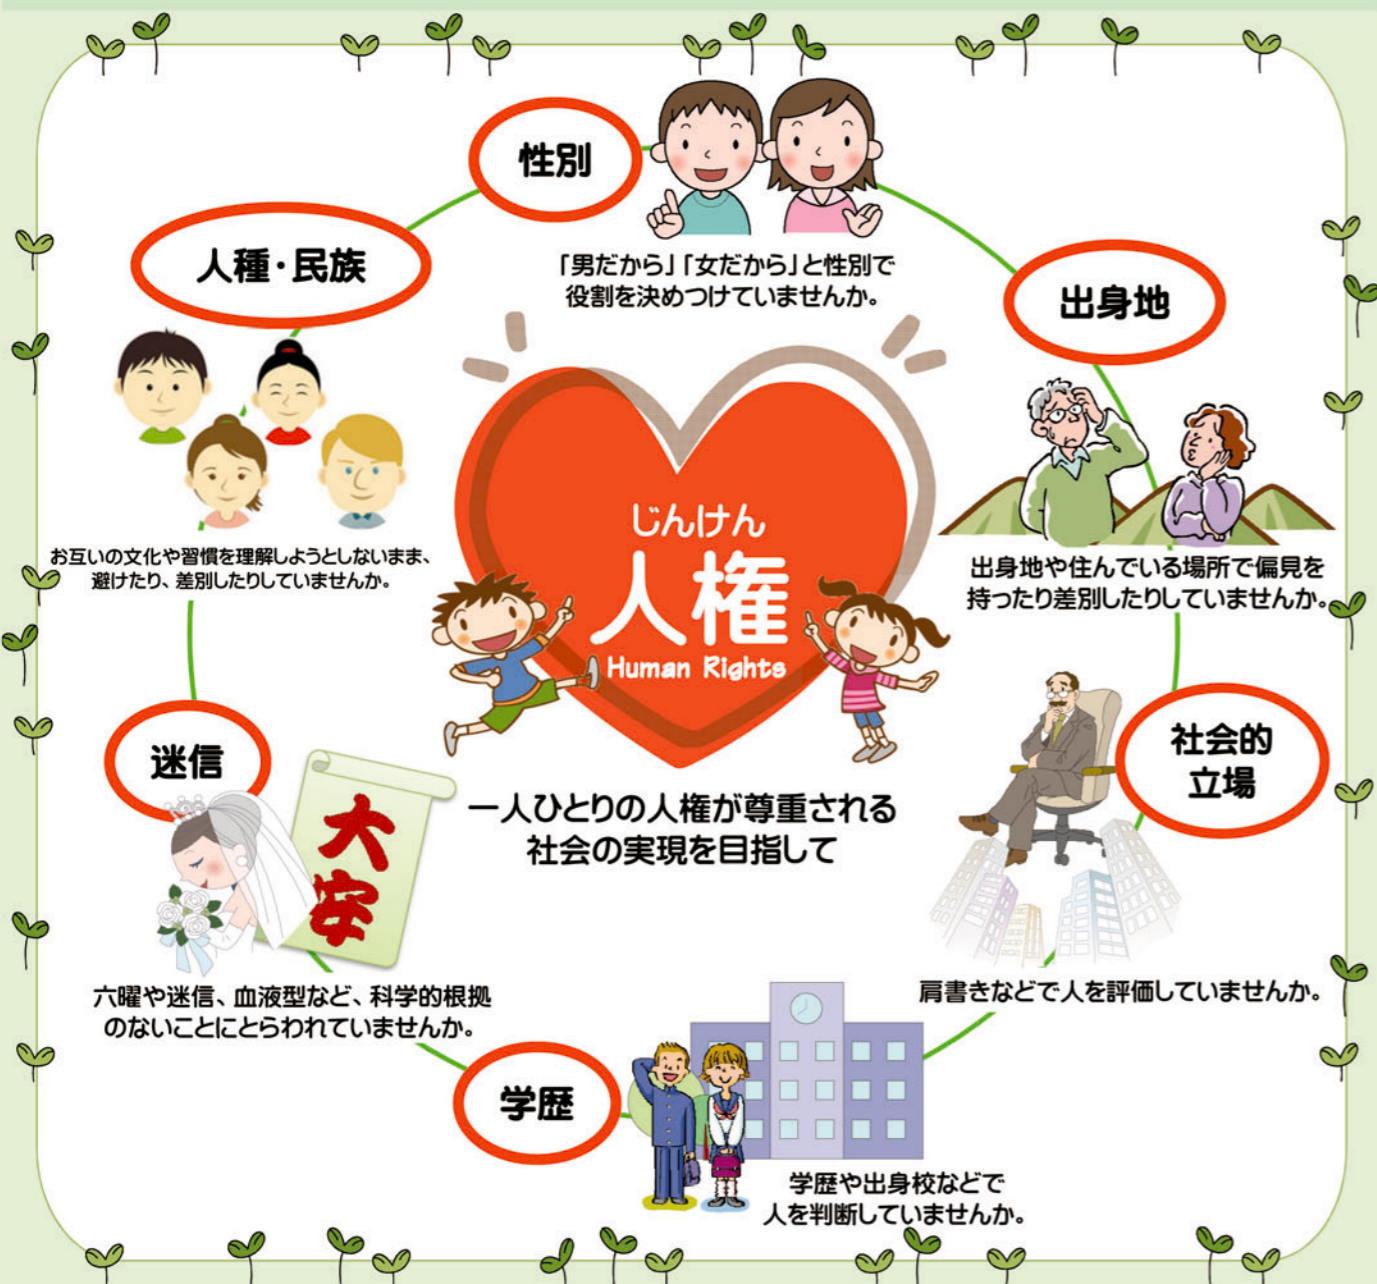 性別
「男だから」「女だから」と性別で
役割を決めつけていませんか。
人種・民族
お互いの文化や習慣を理解しようとしないまま、
避けたり、差別したりしていませんか。
出身地
出身地や住んでいる場所で偏見を
持ったり差別したりしていませんか。
じんけん
人権
Human Rights
一人ひとりの人権が尊重される
社会の実現を目指して
社会的
立場
肩書きなどで人を評価していませんか。
迷信
大安
六曜や迷信、血液型など、科学的根拠
のないことにとらわれていませんか。
学歴
学歴や出身校などで
人を判断していませんか。